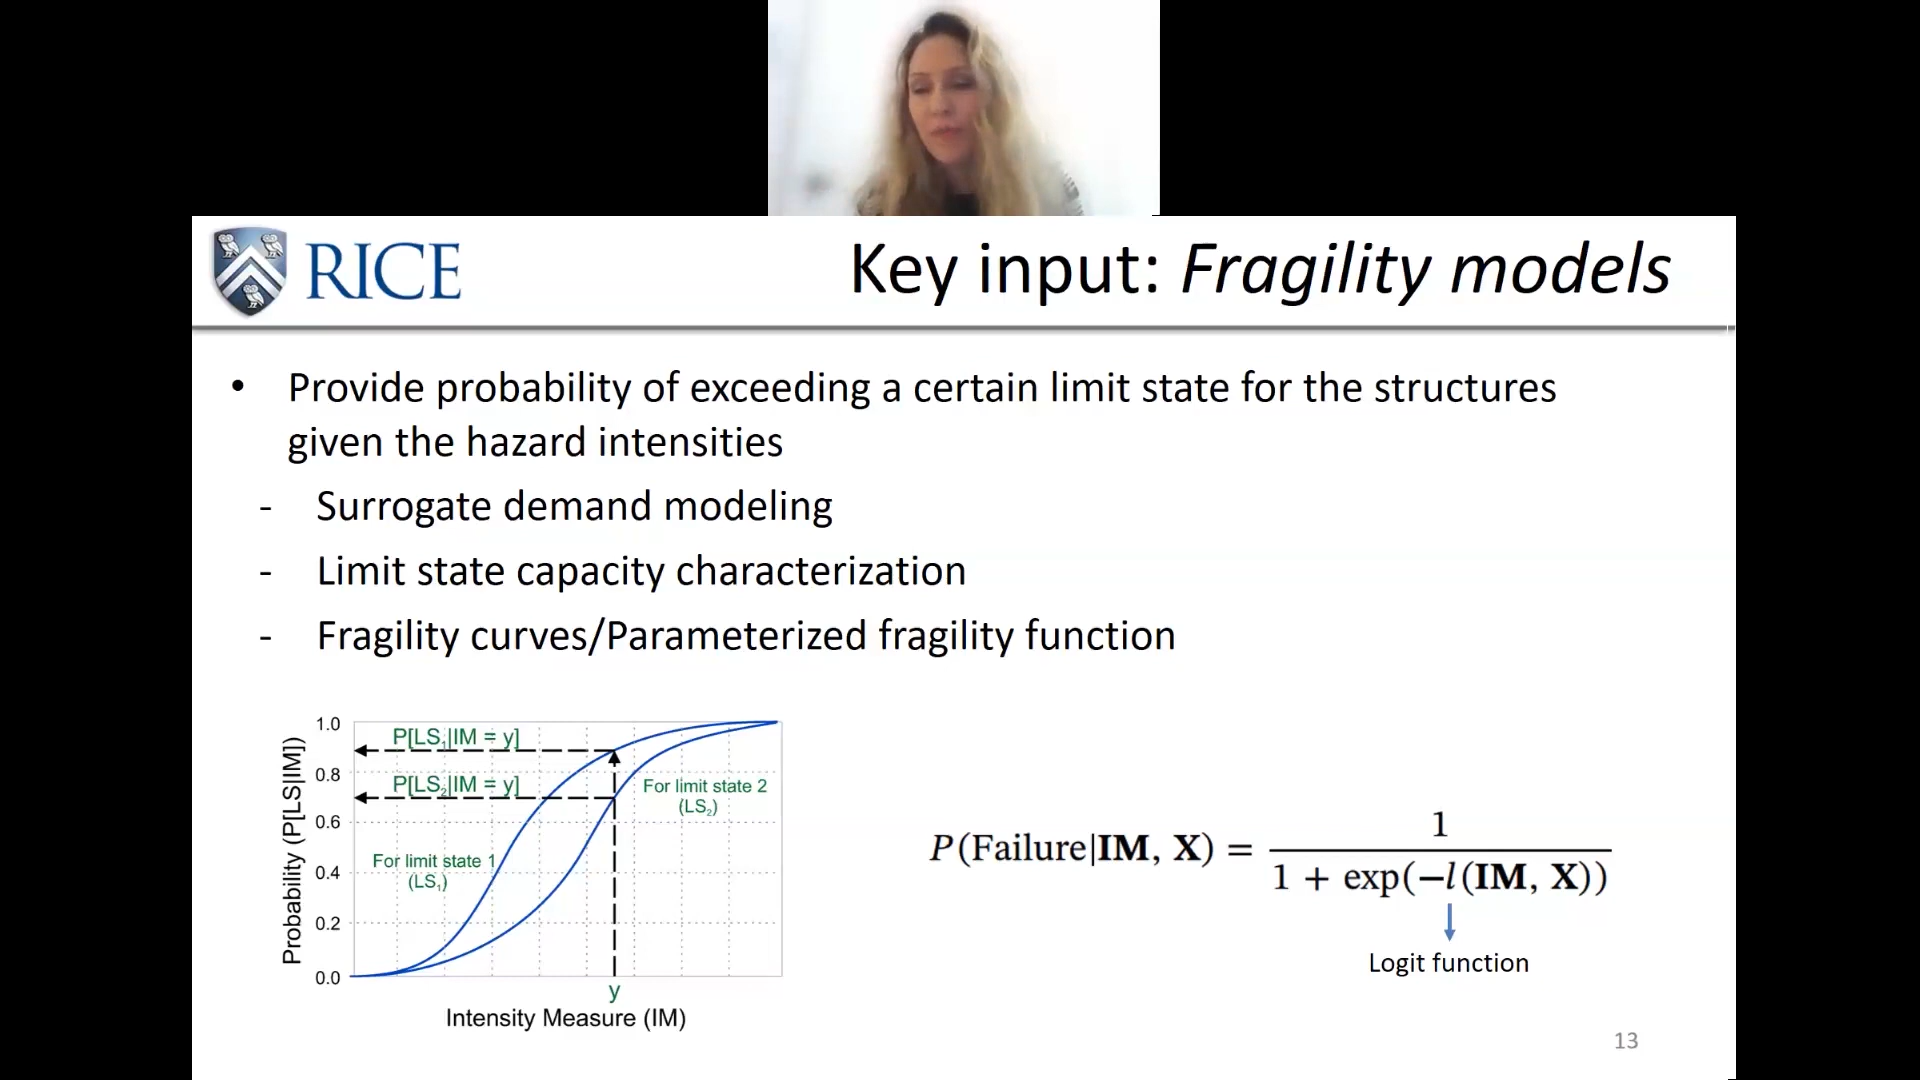 RICE
Key input: Fragility models
• Provide probability of exceeding a certain limit state for the structures
given the hazard intensities
- Surrogate demand modeling
- Limit state capacity characterization
- Fragility curves/Parameterized fragility function
Probability (P[LS|IM])
1.0
0.8
0.6
0.4
0.2
0.0
P[LS₁|IM = y]
P[LS₂|IM = y]
For limit state 2
(LS₂)
For limit state 1
(LS₁)
y
Intensity Measure (IM)
P(Failure|IM, X) = 1 / 1 + exp(−l(IM, X))
Logit function
13